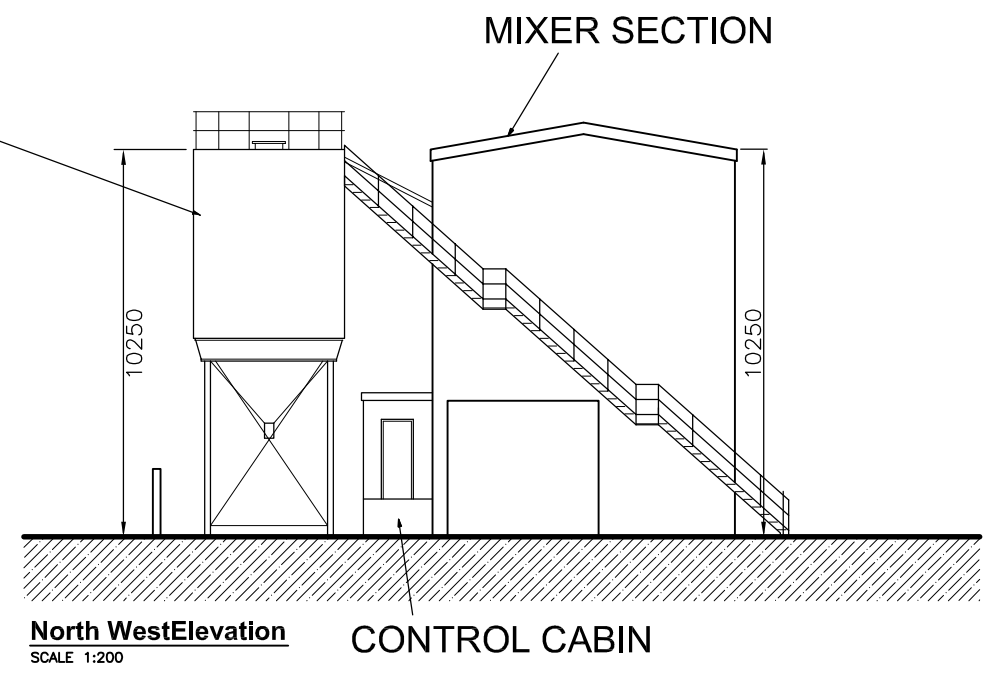 MIXER SECTION
10250
10250
North WestElevation
SCALE 1:200
CONTROL CABIN